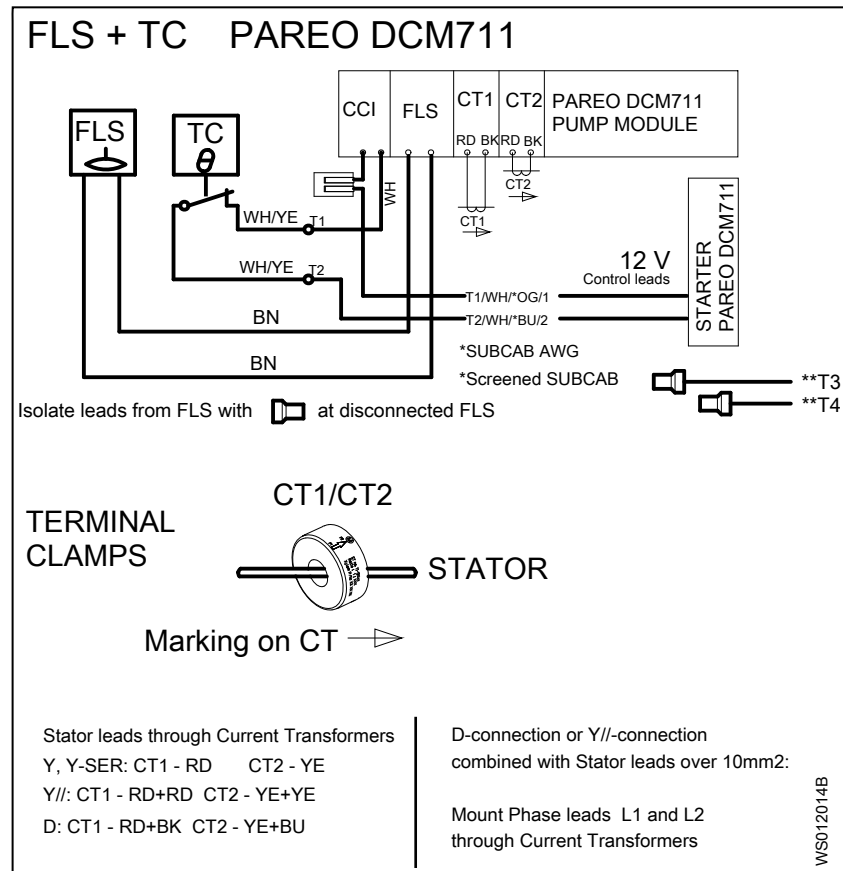 FLS + TC PAREO DCM711
CCI FLS CT1 CT2 PAREO DCM711
PUMP MODULE
RD BK RD BK
FLS TC
WH
CT2
CT1
WH/YE T1
WH/YE T2
12 V
Control leads
STARTER
PAREO DCM711
T1/WH/*OG/1
T2/WH/*BU/2
BN
BN
*SUBCAB AWG
*Screened SUBCAB
**T3
**T4
Isolate leads from FLS with at disconnected FLS
CT1/CT2
TERMINAL
CLAMPS
STATOR
Marking on CT
Stator leads through Current Transformers
Y, Y-SER: CT1 - RD CT2 - YE
Y//: CT1 - RD+RD CT2 - YE+YE
D: CT1 - RD+BK CT2 - YE+BU
D-connection or Y//-connection
combined with Stator leads over 10mm2:
Mount Phase leads L1 and L2
through Current Transformers
WS012014B